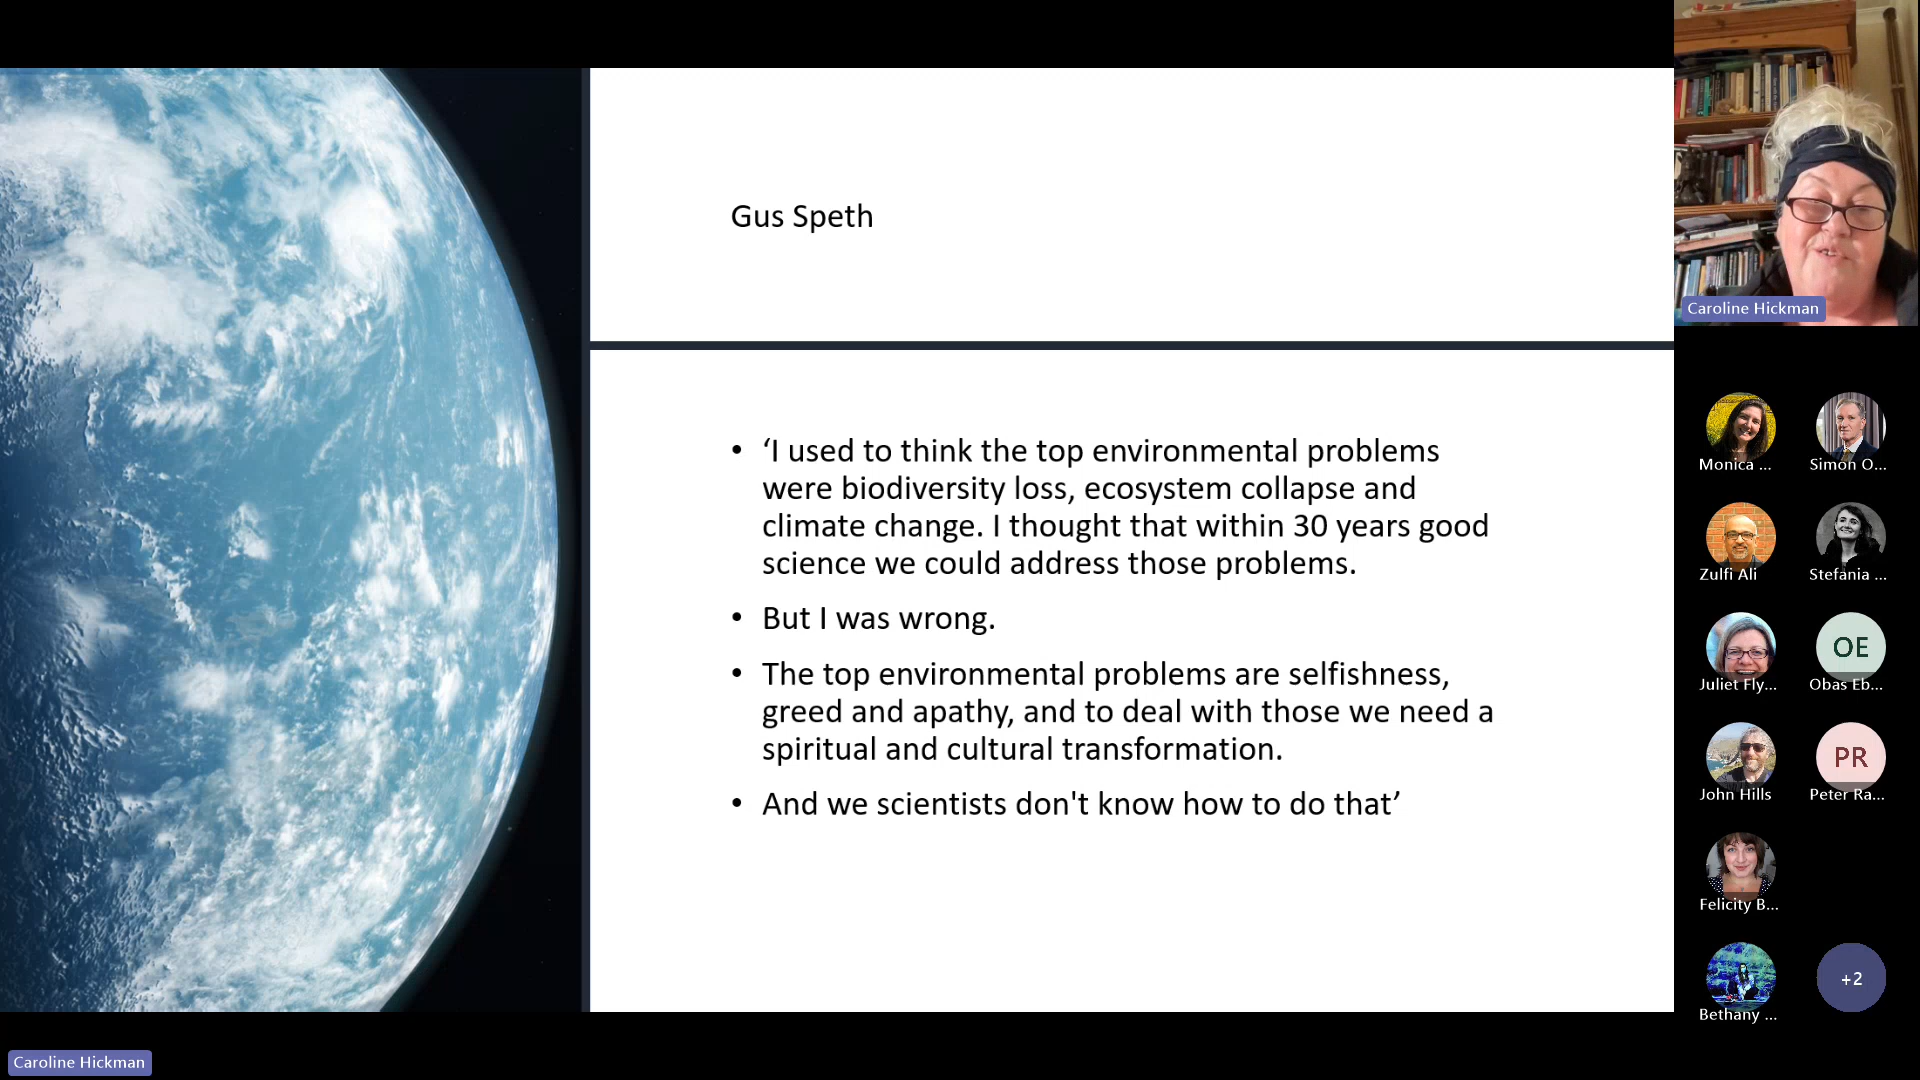 Gus Speth
• ‘I used to think the top environmental problems
were biodiversity loss, ecosystem collapse and
climate change. I thought that within 30 years good
science we could address those problems.
• But I was wrong.
• The top environmental problems are selfishness,
greed and apathy, and to deal with those we need a
spiritual and cultural transformation.
• And we scientists don't know how to do that’
Caroline Hickman
Monica ...
Simon O...
Zulfi Ali
Stefania ...
Juliet Fly...
OE
Obas Eb...
John Hills
PR
Peter Ra...
Felicity B...
Bethany ...
+2
Caroline Hickman